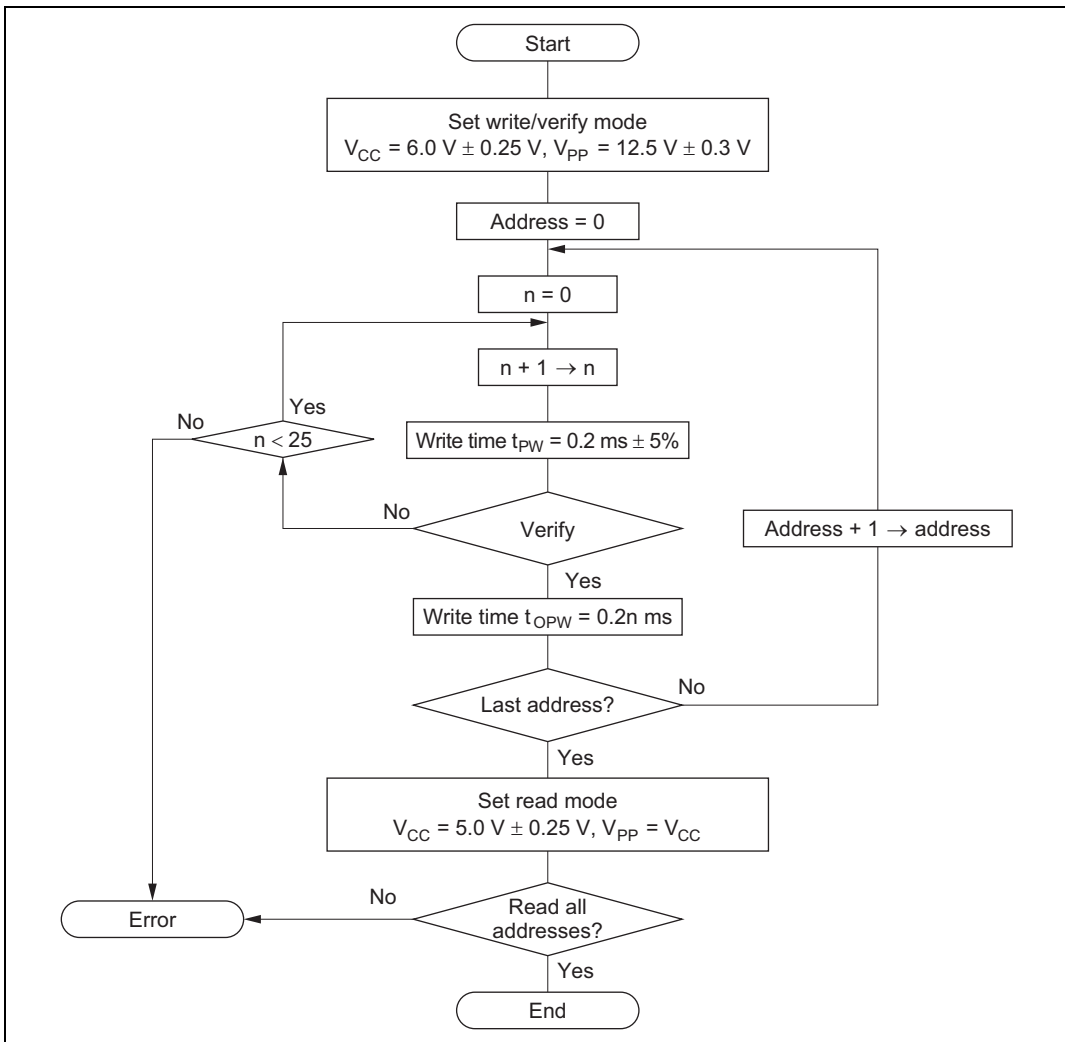 Start
Set write/verify mode
VCC = 6.0 V ± 0.25 V, VPP = 12.5 V ± 0.3 V
Address = 0
n = 0
n + 1 → n
No
Yes
n < 25
Write time tPW = 0.2 ms ± 5%
No
Verify
Address + 1 → address
Yes
Write time tOPW = 0.2n ms
Last address?
No
Yes
Set read mode
VCC = 5.0 V ± 0.25 V, VPP = VCC
No
Error
Read all
addresses?
Yes
End